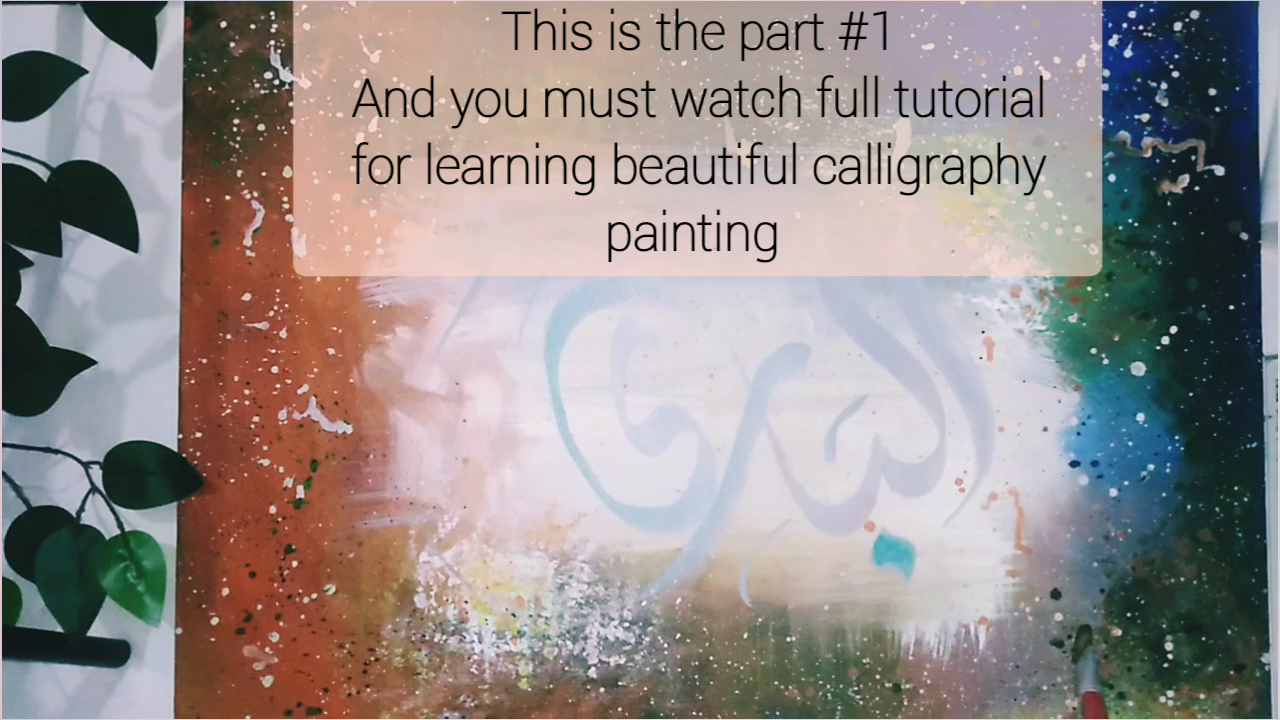 This is the part #1
And you must watch full tutorial
for learning beautiful calligraphy
painting